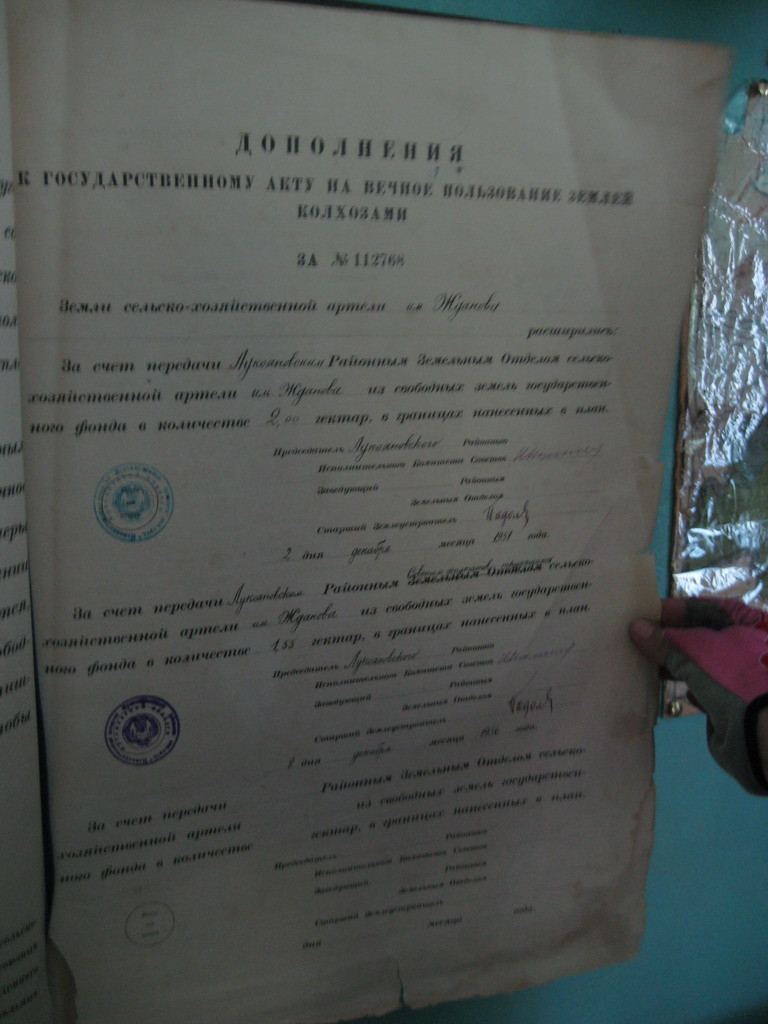 ДОПОЛНЕНИЯ
К ГОСУДАРСТВЕННОМУ АКТУ НА ВЕЧНОЕ ПОЛЬЗОВАНИЕ ЗЕМЛЕЙ
КОЛХОЗАМИ
ЗА № 112768
Земли сельско-хозяйственной артели им Жданова
расширились:
За счет передачи Лукояновским Районным Земельным Отделом сельско-
хозяйственной артели им Жданова из свободных земель государствен-
ного фонда в количестве 2,00 гектар, в границах нанесенных в план.
Председатель Лукояновского Районного
Исполнительного Комитета Советов
Заведующий Районным
Земельным Отделом
Старший Землеустроитель
2 дня декабря месяца 1951 года.
За счет передачи Лукояновским Районным Земельным Отделом сельско-
хозяйственной артели им Жданова из свободных земель государствен-
ного фонда в количестве 1,55 гектар, в границах нанесенных в план.
Председатель Лукояновского Районного
Исполнительного Комитета Советов
Заведующий Районным
Земельным Отделом
Старший Землеустроитель
1 дня декабря месяца года.
За счет передачи Районным Земельным Отделом сельско-
хозяйственной артели из свободных земель государствен-
ного фонда в количестве гектар, в границах нанесенных в план.
Председатель Районного
Исполнительного Комитета Советов
Заведующий Районным
Земельным Отделом
Старший Землеустроитель
дня месяца года.